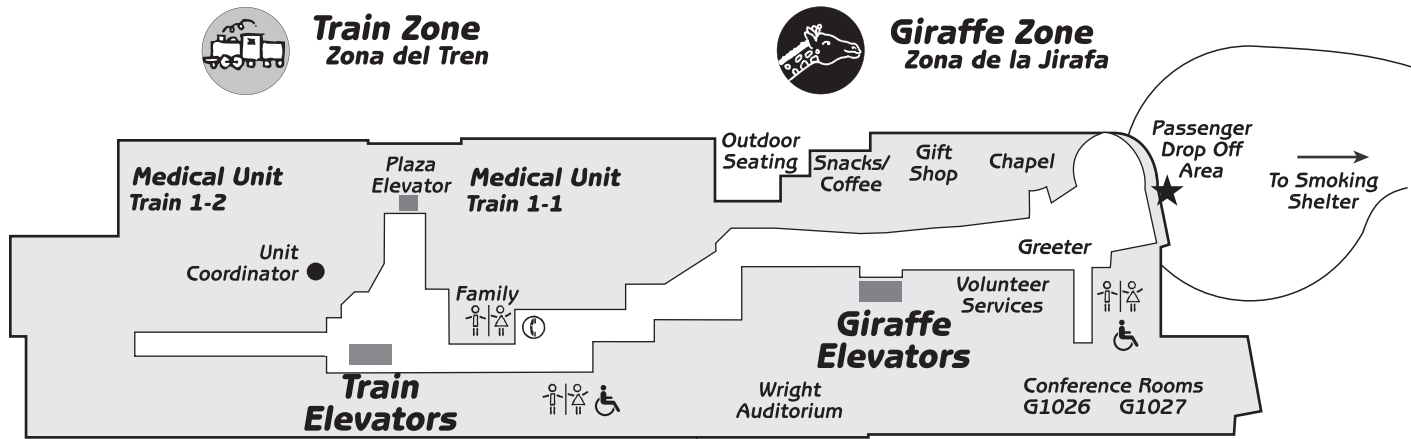 Train Zone
Zona del Tren
Giraffe Zone
Zona de la Jirafa
Medical Unit
Train 1-2
Plaza
Elevator
Medical Unit
Train 1-1
Outdoor
Seating
Snacks/
Coffee
Gift
Shop
Chapel
Passenger
Drop Off
Area
To Smoking
Shelter
Unit
Coordinator
Greeter
Family
Volunteer
Services
Giraffe
Elevators
Train
Elevators
Wright
Auditorium
Conference Rooms
G1026 G1027